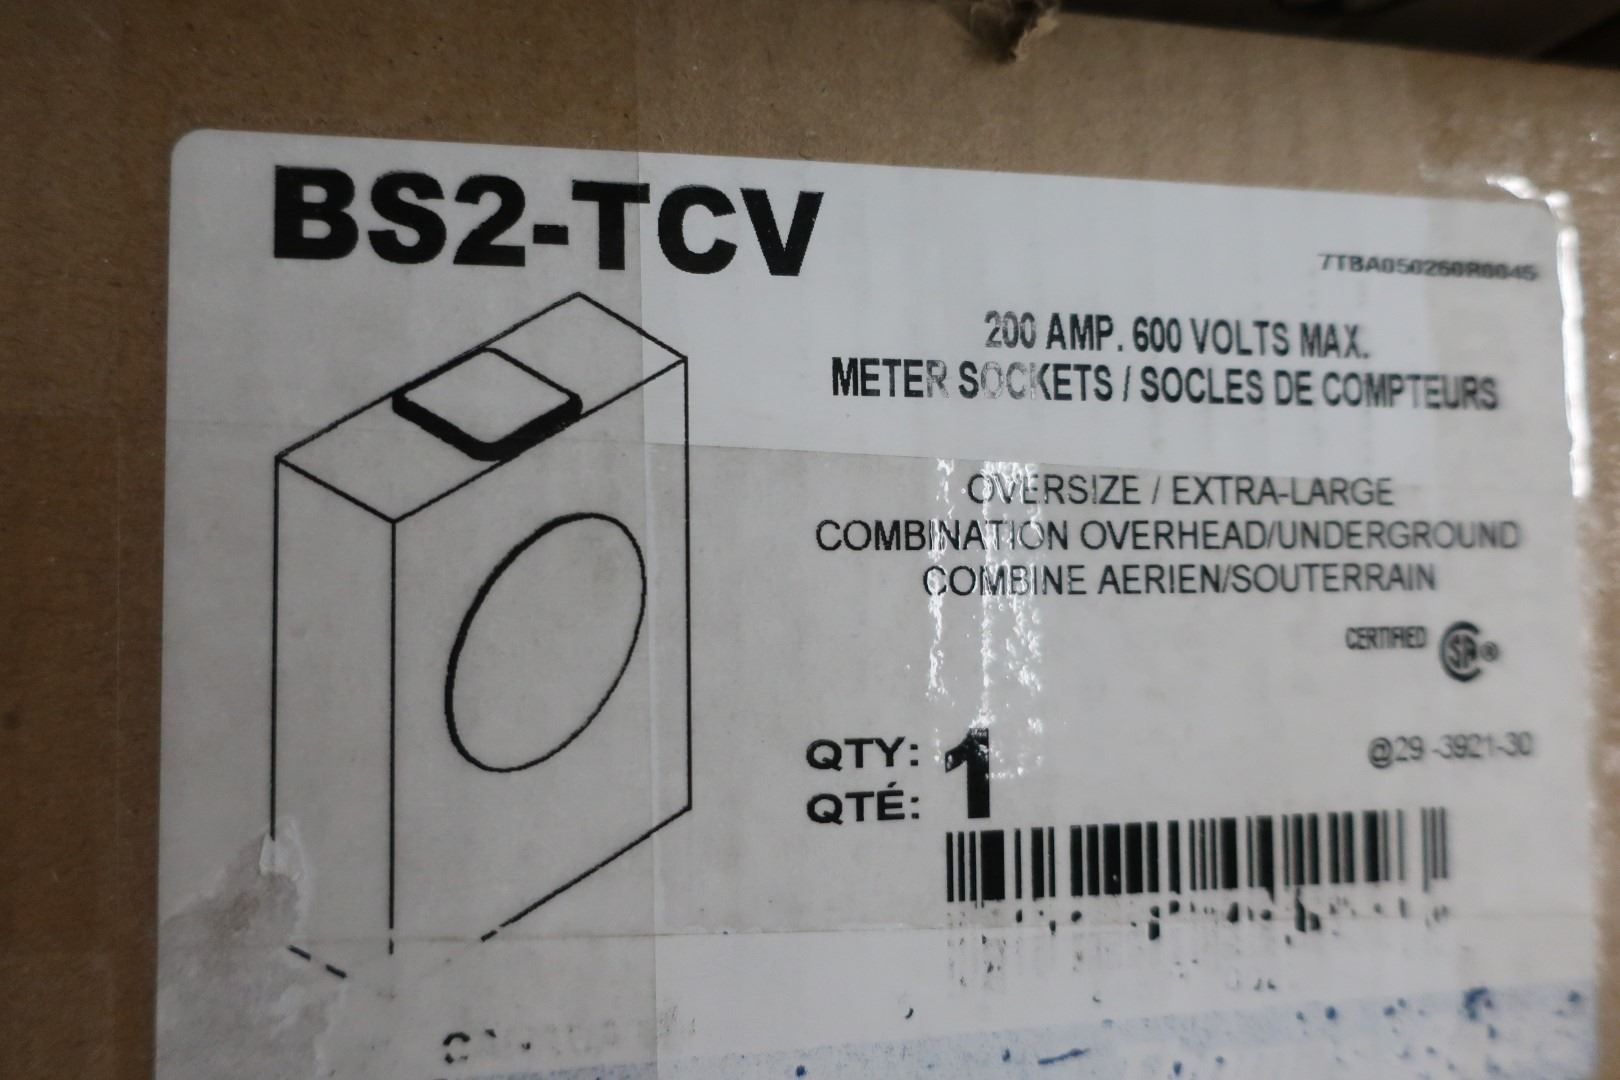 BS2-TCV
7TBA050260R0045
200 AMP. 600 VOLTS MAX.
METER SOCKETS / SOCLES DE COMPTEURS
OVERSIZE / EXTRA-LARGE
COMBINATION OVERHEAD/UNDERGROUND
COMBINE AERIEN/SOUTERRAIN
CERTIFIED SA®
@29-3921-30
QTY: 1
QTÉ: